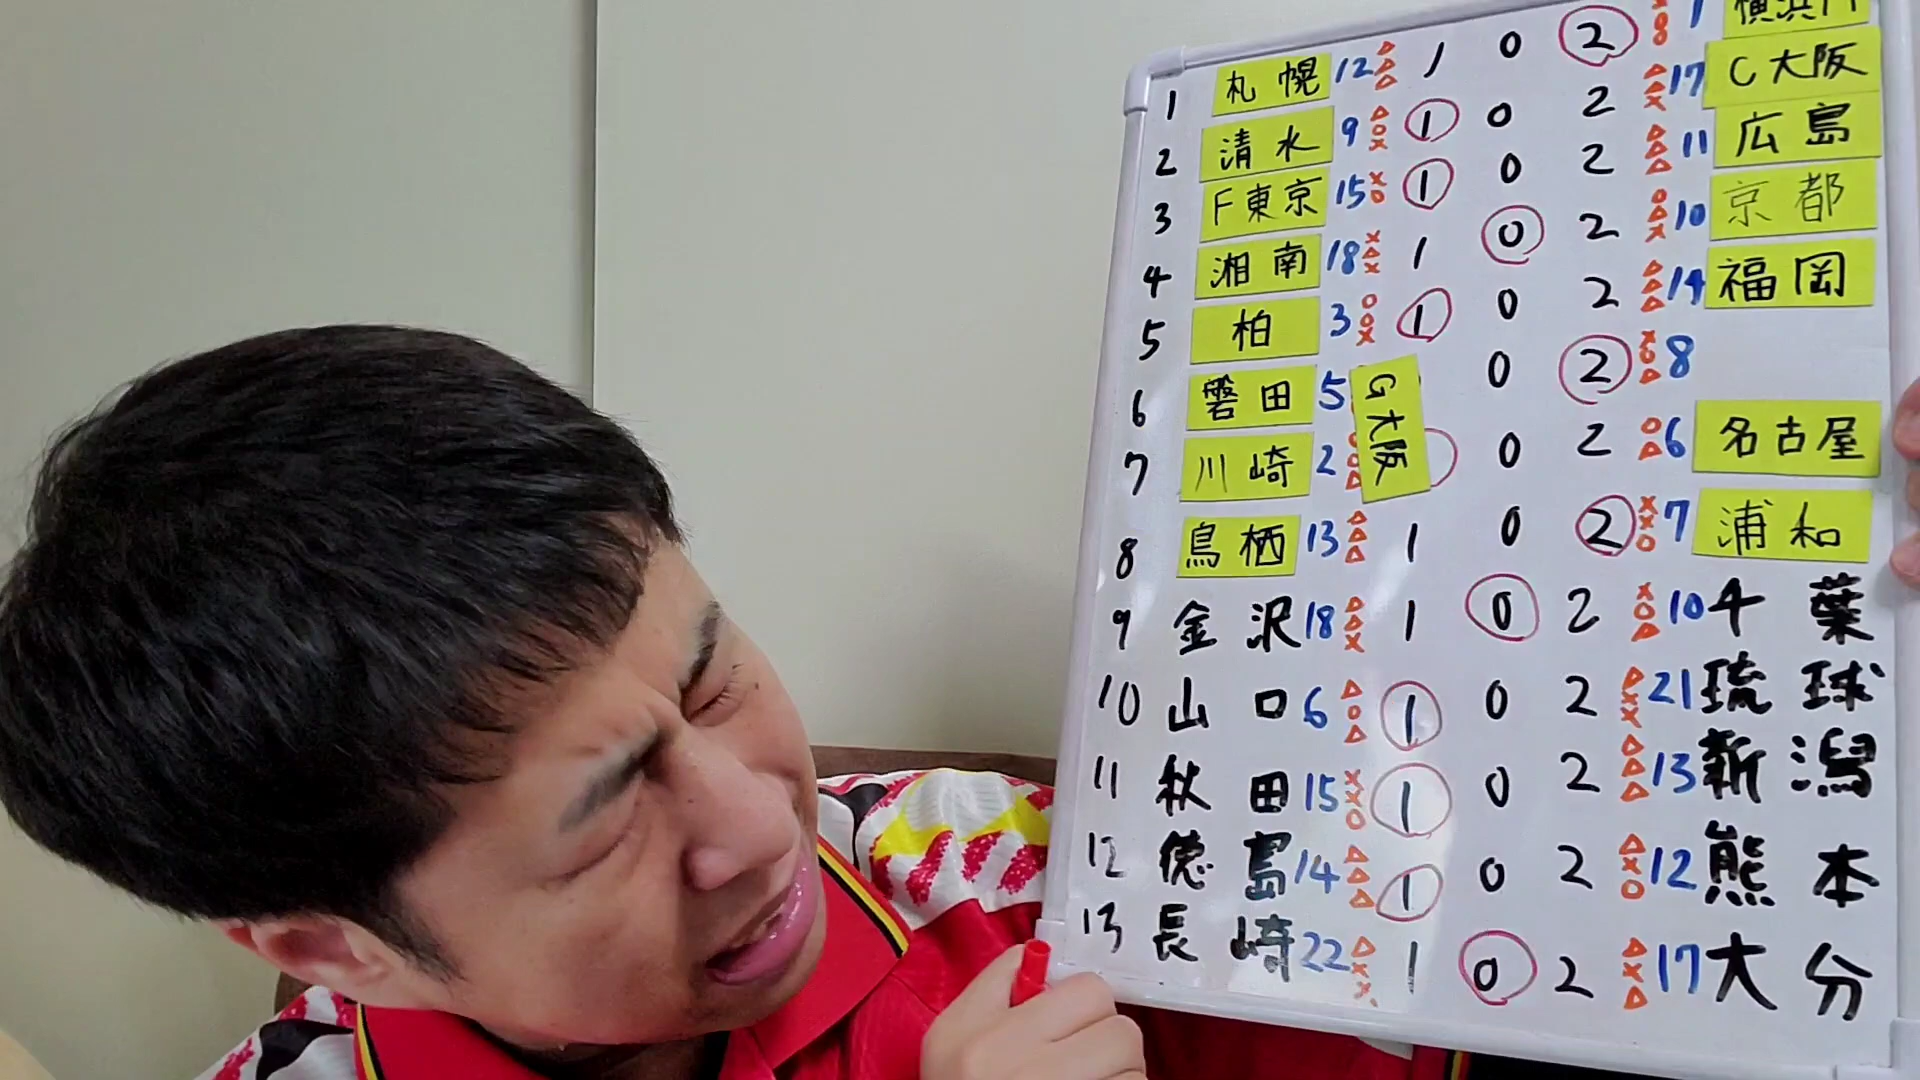 1 札幌 12 △△△ 1 0 2 ×8 1 横浜
2 清水 9 △○× 1 0 2 △△× 17 C大阪
3 F東京 15 ×○ 1 0 2 △△△ 11 広島
4 湘南 18 ×△× 1 0 2 ○△× 10 京都
5 柏 3 ○○× 1 0 2 △△△ 14 福岡
6 磐田 5 G大阪 0 2 ×○△ 8
7 川崎 2 0 2 ○△ 6 名古屋
8 鳥栖 13 △△△ 1 0 2 ××○ 7 浦和
9 金沢 18 △△× 1 0 2 ×○△ 10 千葉
10 山口 6 △○△ 1 0 2 △×× 21 琉球
11 秋田 15 ××○ 1 0 2 △△△ 13 新潟
12 徳島 14 △△△ 1 0 2 △×○ 12 熊本
13 長崎 22 △×× 1 0 2 △×△ 17 大分